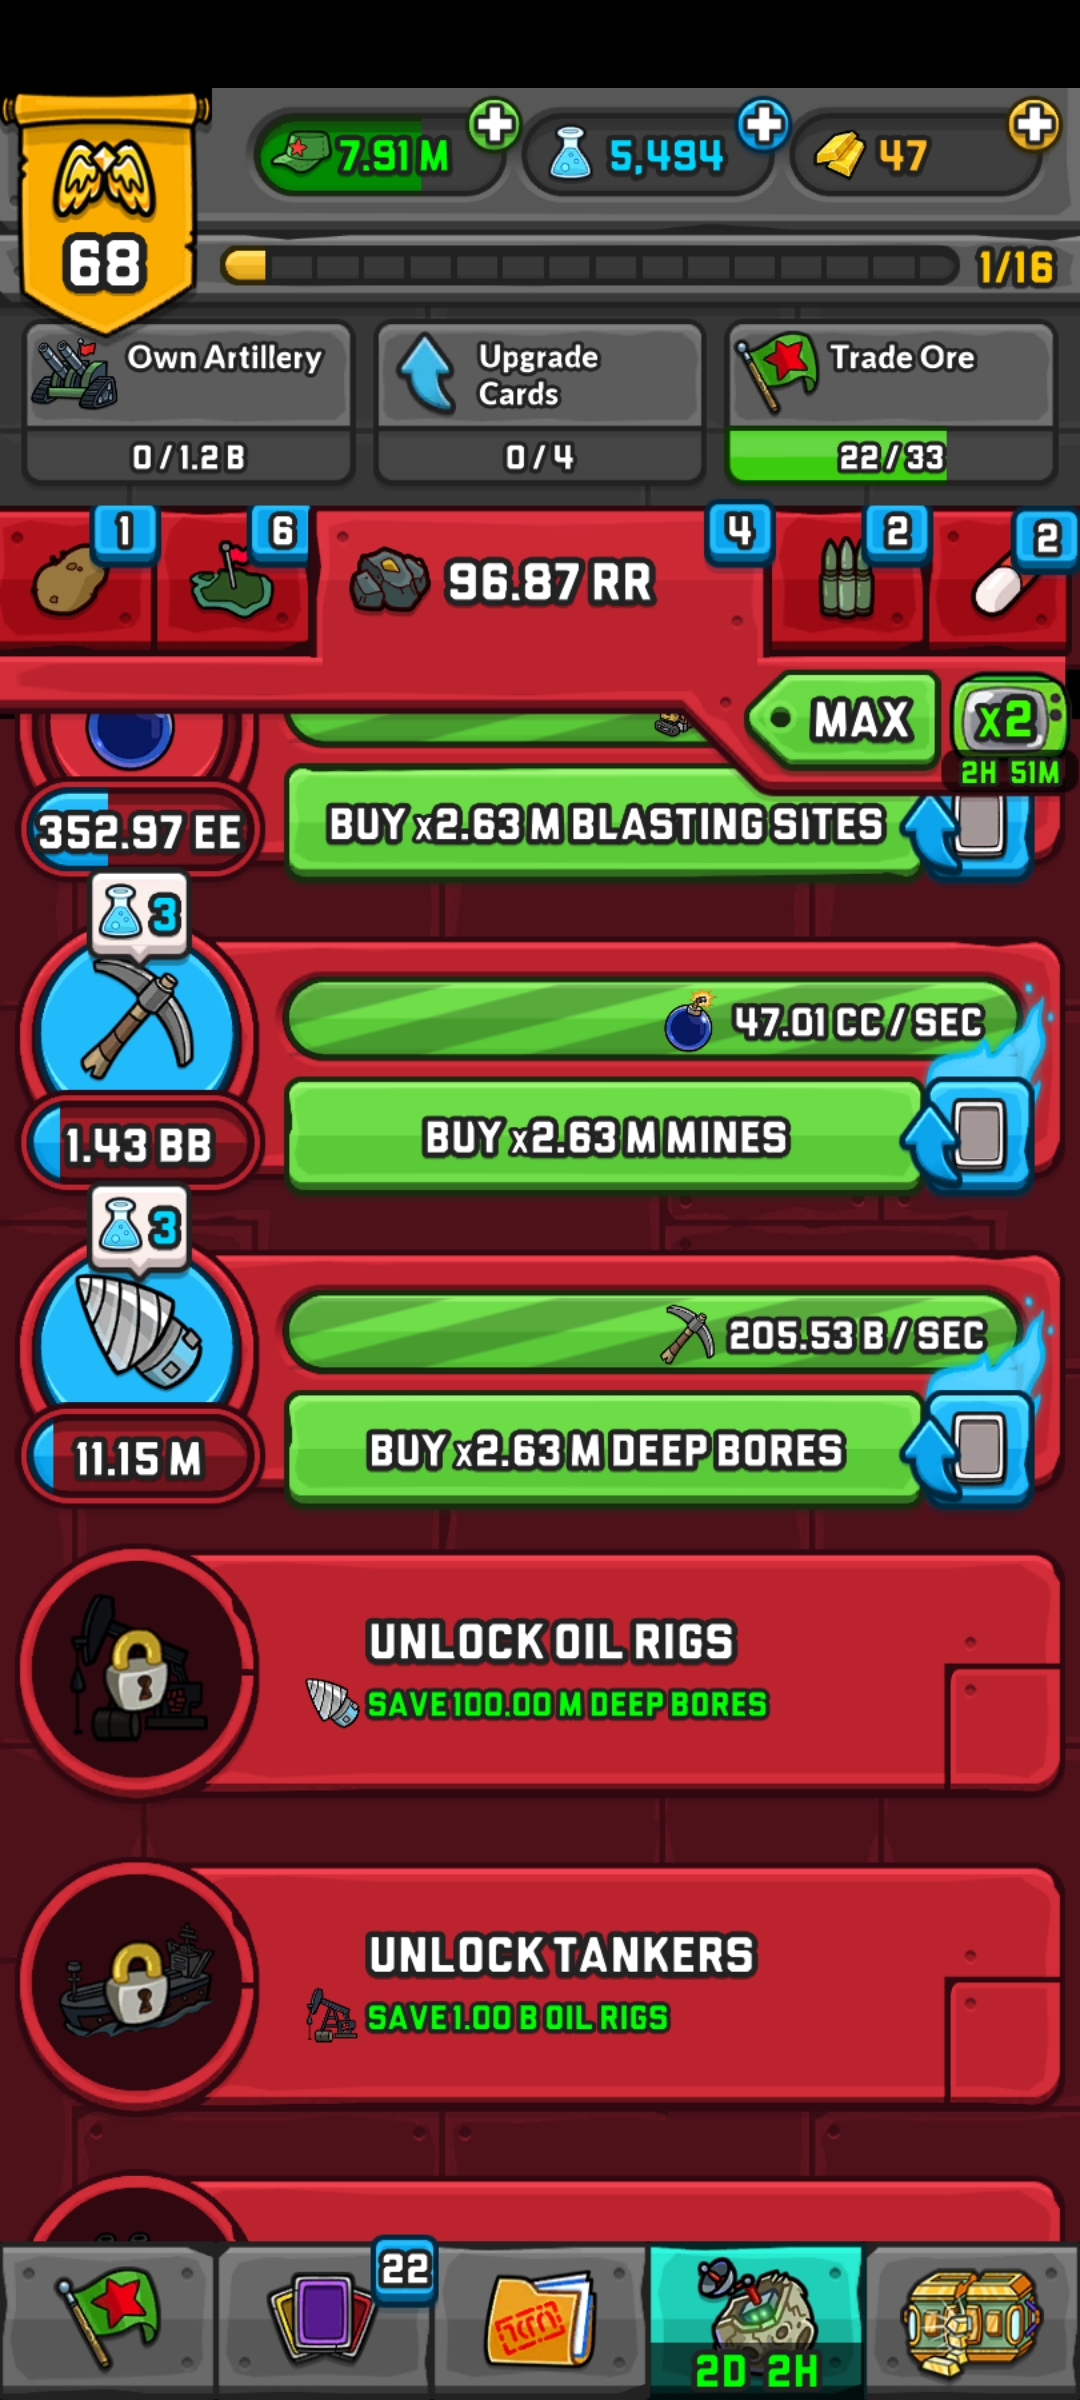 7.91 M
5,494
47
68
1/16
Own Artillery
0 / 1.2 B
Upgrade
Cards
0 / 4
Trade Ore
22 / 33
1
6
96.87 RR
4
2
2
MAX
x2
2H 51M
352.97 EE
BUY x2.63 M BLASTING SITES
3
47.01 CC / SEC
1.43 BB
BUY x2.63 M MINES
3
205.53 B / SEC
11.15 M
BUY x2.63 M DEEP BORES
UNLOCK OIL RIGS
SAVE 100.00 M DEEP BORES
UNLOCK TANKERS
SAVE 1.00 B OIL RIGS
22
2D 2H